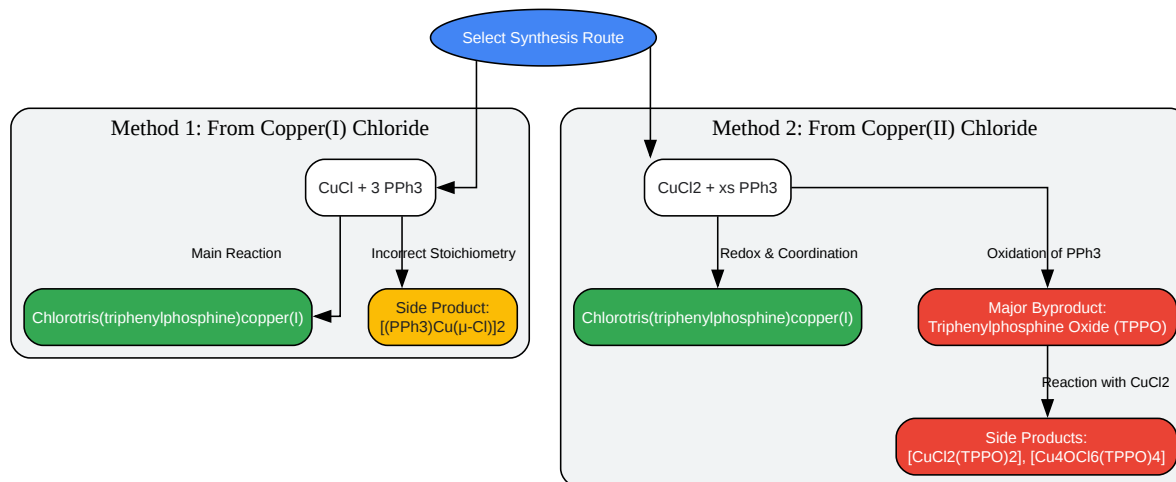 Select Synthesis Route
Method 1: From Copper(I) Chloride
CuCl + 3 PPh3
Main Reaction
Incorrect Stoichiometry
Chlorotris(triphenylphosphine)copper(I)
Side Product:
[(PPh3)Cu(μ-Cl)]2
Method 2: From Copper(II) Chloride
CuCl2 + xs PPh3
Redox & Coordination
Oxidation of PPh3
Chlorotris(triphenylphosphine)copper(I)
Major Byproduct:
Triphenylphosphine Oxide (TPPO)
Reaction with CuCl2
Side Products:
[CuCl2(TPPO)2], [Cu4OCl6(TPPO)4]